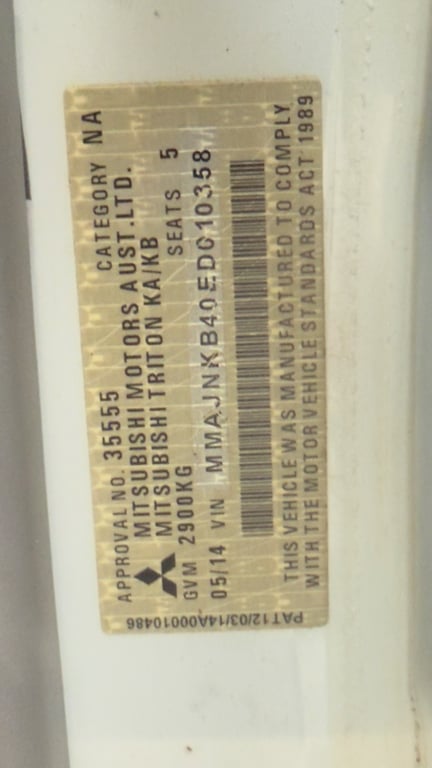 APPROVAL NO. 35555 CATEGORY NA
MITSUBISHI MOTORS AUST.LTD.
MITSUBISHI TRITON KA/KB
GVM 2900KG SEATS 5
05/14 VIN MMAJNKB40EDC10358
THIS VEHICLE WAS MANUFACTURED TO COMPLY
WITH THE MOTOR VEHICLE STANDARDS ACT 1989
PAT12/03/14A00010486